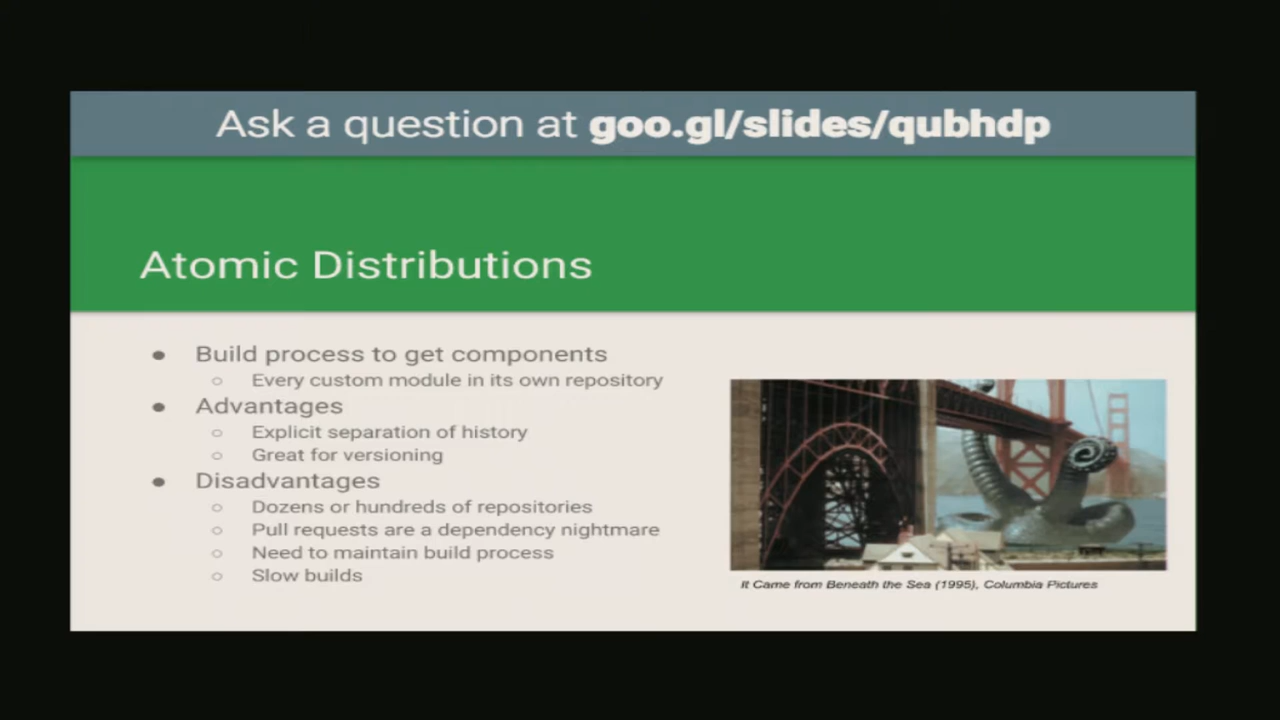 Ask a question at goo.gl/slides/qubhdp
Atomic Distributions
● Build process to get components
○ Every custom module in its own repository
● Advantages
○ Explicit separation of history
○ Great for versioning
● Disadvantages
○ Dozens or hundreds of repositories
○ Pull requests are a dependency nightmare
○ Need to maintain build process
○ Slow builds
It Came from Beneath the Sea (1995), Columbia Pictures